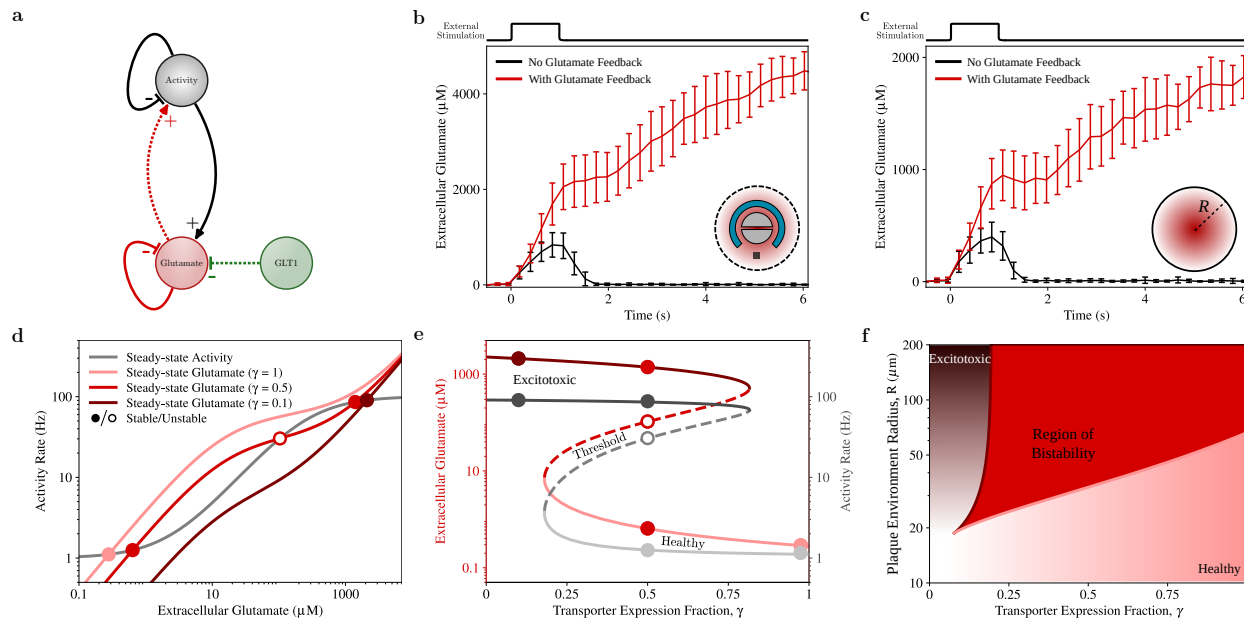 a
Activity
-
+
+
-
Glutamate
-
GLT1
b
External
Stimulation
No Glutamate Feedback
With Glutamate Feedback
Extracellular Glutamate (μM)
4000
2000
0
0
2
4
6
Time (s)
c
External
Stimulation
No Glutamate Feedback
With Glutamate Feedback
Extracellular Glutamate (μM)
2000
1000
0
R
0
2
4
6
Time (s)
d
Steady-state Activity
Steady-state Glutamate (γ = 1)
Steady-state Glutamate (γ = 0.5)
Steady-state Glutamate (γ = 0.1)
/ Stable/Unstable
Activity Rate (Hz)
100
10
1
0.1
10
1000
Extracellular Glutamate (μM)
e
Extracellular Glutamate (μM)
1000
10
0.1
Excitotoxic
Threshold
Healthy
100
10
1
Activity Rate (Hz)
0
0.25
0.5
0.75
1
Transporter Expression Fraction, γ
f
Plaque Environment Radius, R (μm)
200
100
50
20
10
Excitotoxic
Region of
Bistability
Healthy
0.25
0.5
0.75
Transporter Expression Fraction, γ